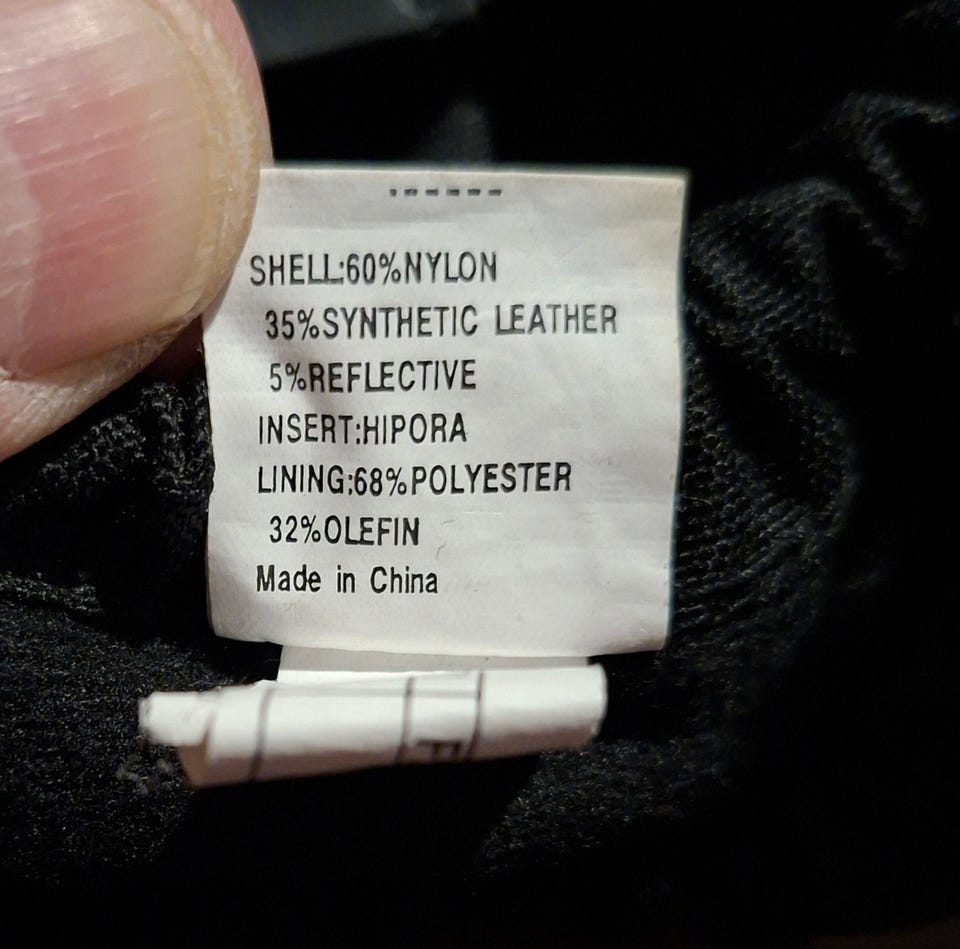 SHELL:60%NYLON
35%SYNTHETIC LEATHER
5%REFLECTIVE
INSERT:HIPORA
LINING:68%POLYESTER
32%OLEFIN
Made in China